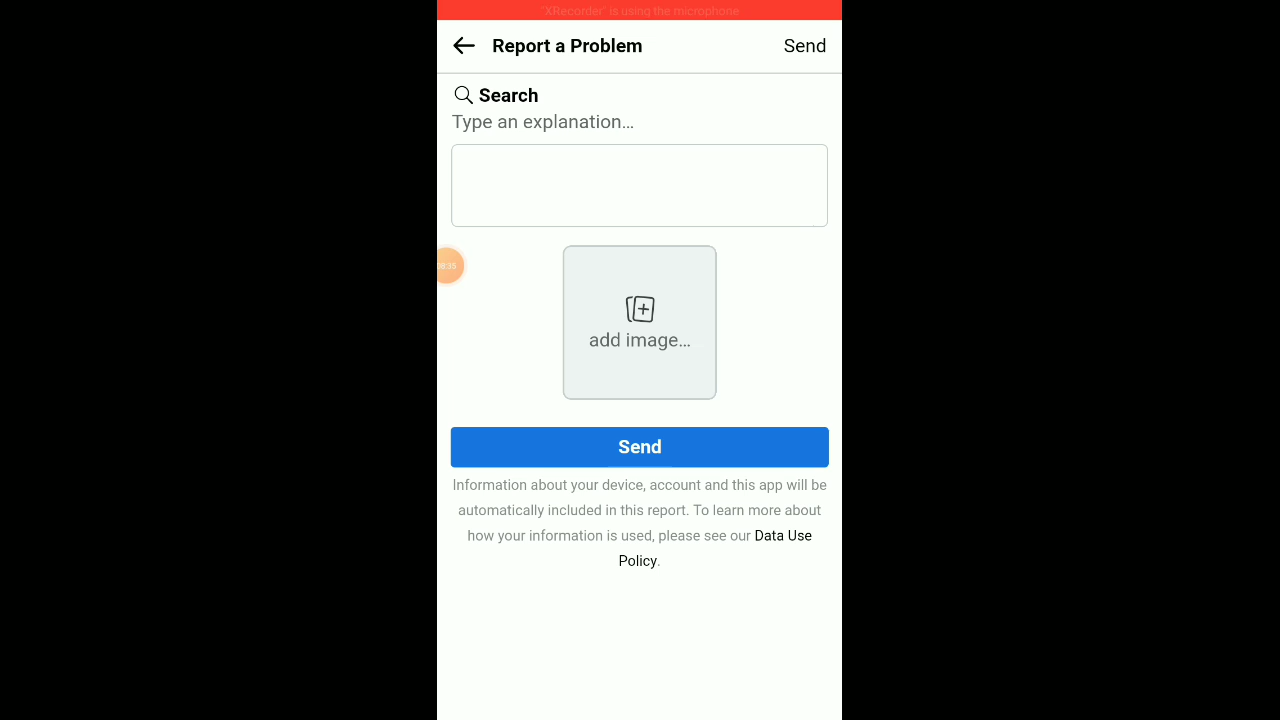 "XRecorder" is using the microphone
Report a Problem
Send
Search
Type an explanation...
08:35
add image...
Send
Information about your device, account and this app will be
automatically included in this report. To learn more about
how your information is used, please see our Data Use
Policy.